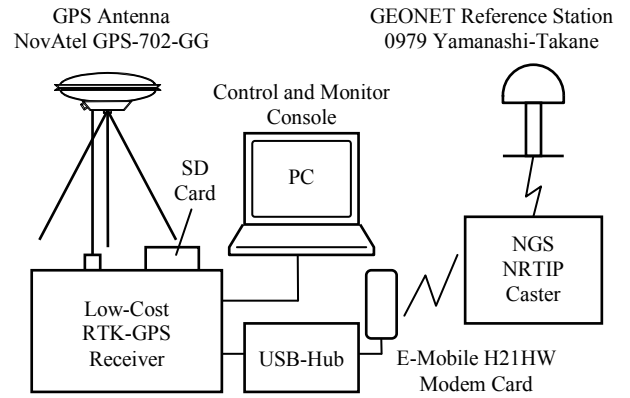 GPS Antenna
NovAtel GPS-702-GG
GEONET Reference Station
0979 Yamanashi-Takane
Control and Monitor
Console
SD
Card
PC
NGS
NRTIP
Caster
Low-Cost
RTK-GPS
Receiver
USB-Hub
E-Mobile H21HW
Modem Card